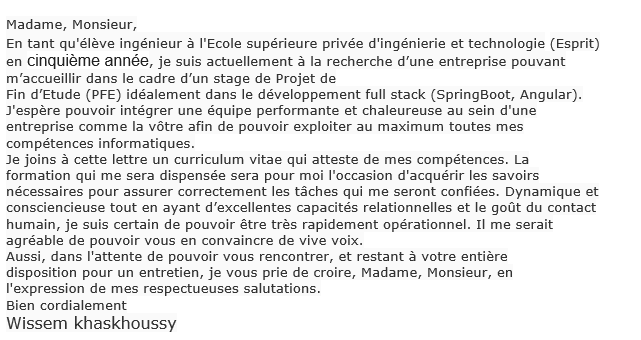 Madame, Monsieur,
En tant qu'élève ingénieur à l'Ecole supérieure privée d'ingénierie et technologie (Esprit)
en cinquième année, je suis actuellement à la recherche d’une entreprise pouvant
m’accueillir dans le cadre d’un stage de Projet de
Fin d’Etude (PFE) idéalement dans le développement full stack (SpringBoot, Angular).
J'espère pouvoir intégrer une équipe performante et chaleureuse au sein d'une
entreprise comme la vôtre afin de pouvoir exploiter au maximum toutes mes
compétences informatiques.
Je joins à cette lettre un curriculum vitae qui atteste de mes compétences. La
formation qui me sera dispensée sera pour moi l'occasion d'acquérir les savoirs
nécessaires pour assurer correctement les tâches qui me seront confiées. Dynamique et
consciencieuse tout en ayant d’excellentes capacités relationnelles et le goût du contact
humain, je suis certain de pouvoir être très rapidement opérationnel. Il me serait
agréable de pouvoir vous en convaincre de vive voix.
Aussi, dans l'attente de pouvoir vous rencontrer, et restant à votre entière
disposition pour un entretien, je vous prie de croire, Madame, Monsieur, en
l'expression de mes respectueuses salutations.
Bien cordialement
Wissem khaskhoussy